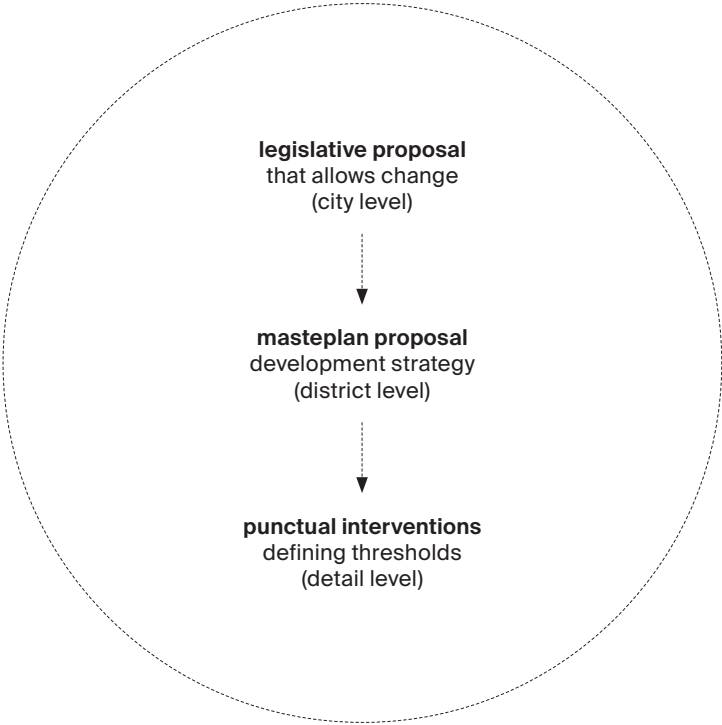 legislative proposal
that allows change
(city level)
masteplan proposal
development strategy
(district level)
punctual interventions
defining thresholds
(detail level)